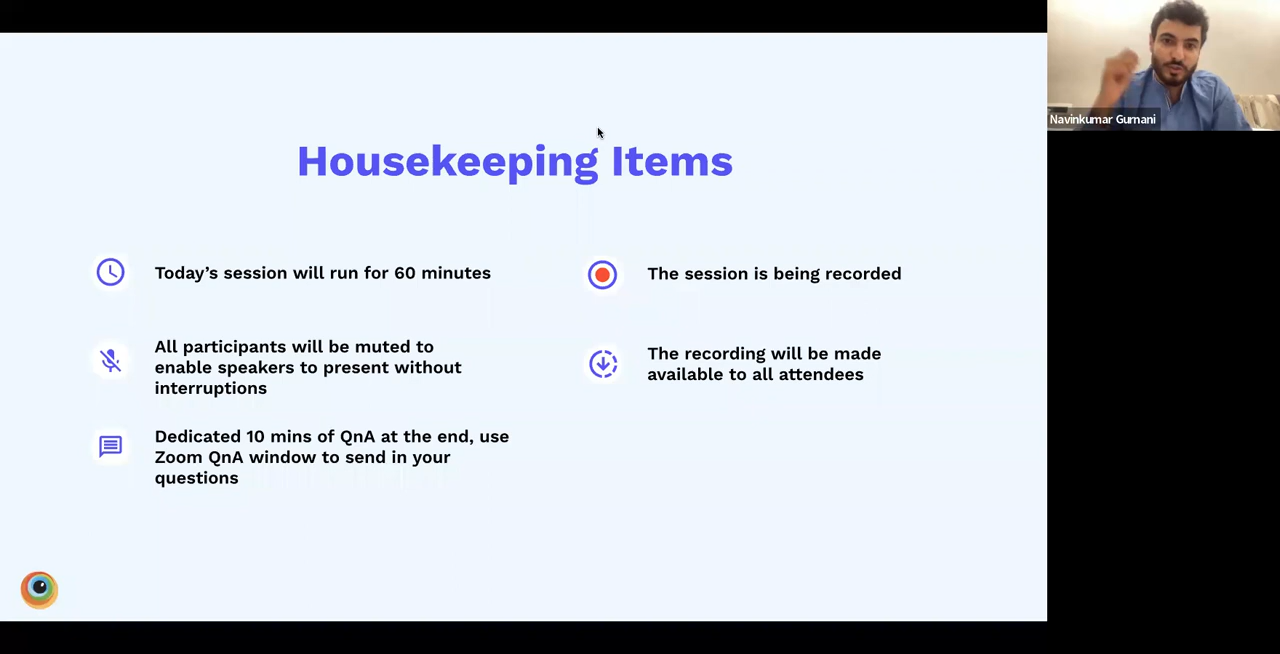 Navinkumar Gurnani
Housekeeping Items
Today’s session will run for 60 minutes
All participants will be muted to
enable speakers to present without
interruptions
Dedicated 10 mins of QnA at the end, use
Zoom QnA window to send in your
questions
The session is being recorded
The recording will be made
available to all attendees